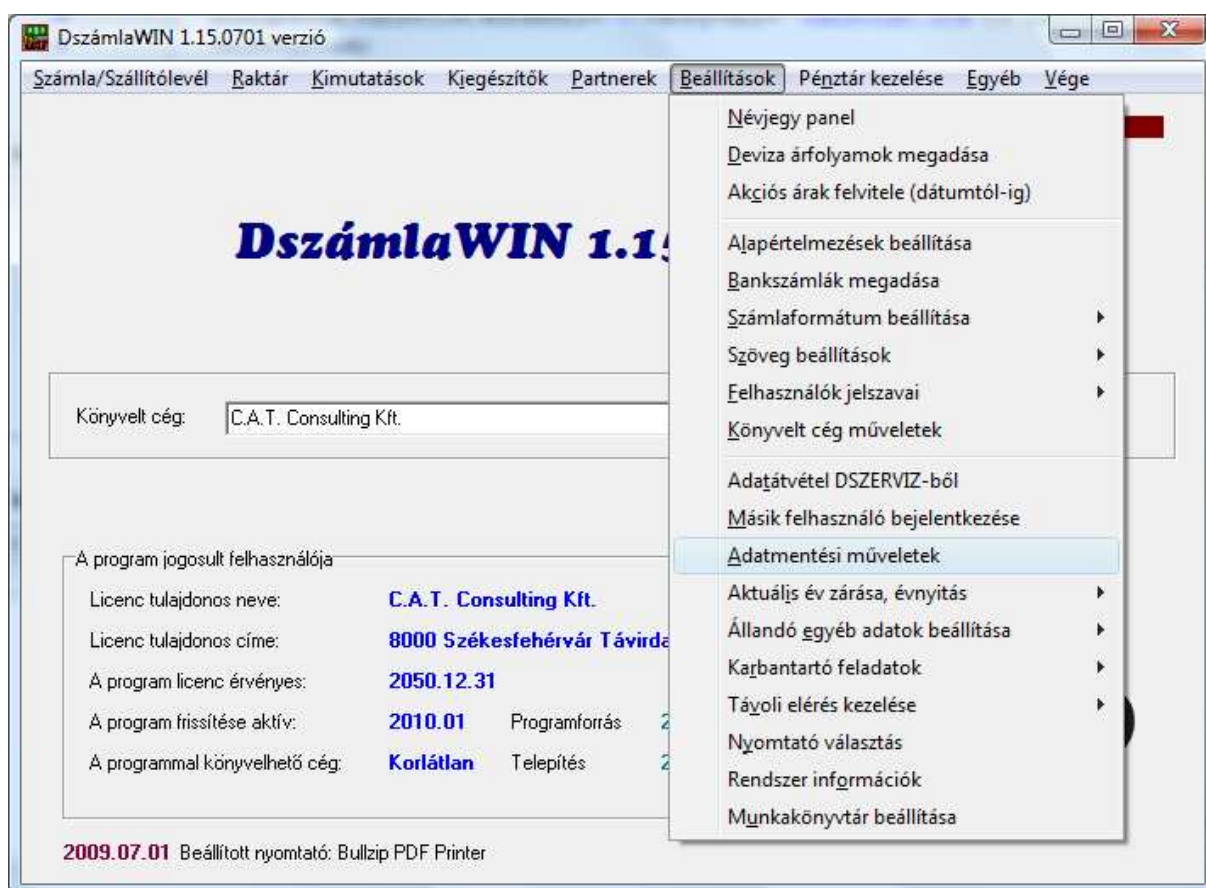 DszámlaWIN 1.15.0701 verzió
Számla/Szállítólevél Raktár Kimutatások Kiegészítők Partnerek Beállítások Pénztár kezelése Egyéb Vége
Névjegy panel
Deviza árfolyamok megadása
Akciós árak felvitele (dátumtól-ig)
Alapértelmezések beállítása
Bankszámlák megadása
Számlaformátum beállítása
Szöveg beállítások
Felhasználók jelszavai
Könyvelt cég műveletek
Adatátvétel DSZERVIZ-ből
Másik felhasználó bejelentkezése
Adatmentési műveletek
Aktuális év zárása, évnyitás
Állandó egyéb adatok beállítása
Karbantartó feladatok
Távoli elérés kezelése
Nyomtató választás
Rendszer információk
Munkakönyvtár beállítása
DszámlaWIN 1.15
Könyvelt cég: C.A.T. Consulting Kft.
A program jogosult felhasználója
Licenc tulajdonos neve: C.A.T. Consulting Kft.
Licenc tulajdonos címe: 8000 Székesfehérvár Távirda
A program licenc érvényes: 2050.12.31
A program frissítése aktív: 2010.01 Programforrás 2
A programmal könyvelhető cég: Korlátlan Telepítés 2
2009.07.01 Beállított nyomtató: Bullzip PDF Printer